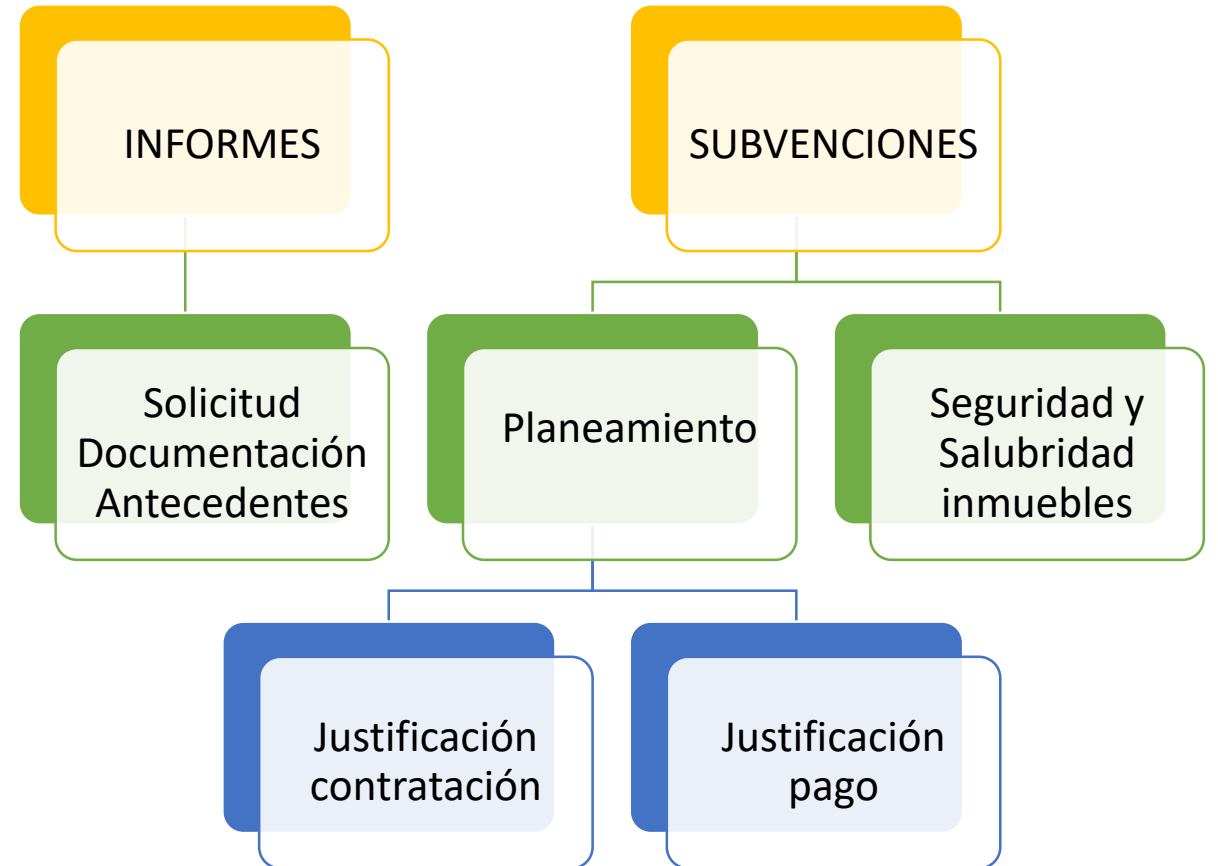 INFORMES
SUBVENCIONES
Solicitud
Documentación
Antecedentes
Planeamiento
Seguridad y
Salubridad
inmuebles
Justificación
contratación
Justificación
pago